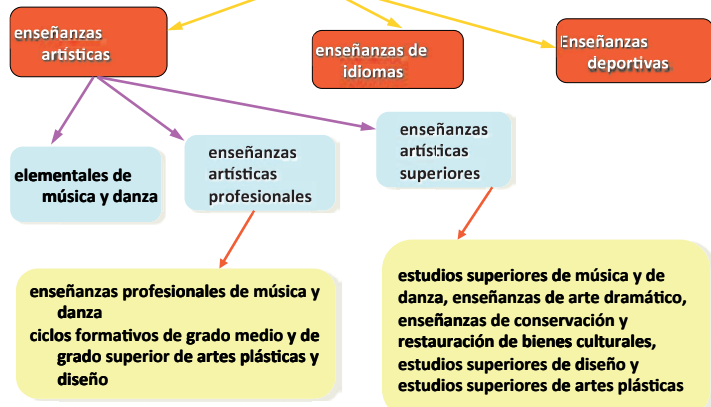 enseñanzas
artísticas
enseñanzas de
idiomas
Enseñanzas
deportivas
elementales de
música y danza
enseñanzas
artísticas
profesionales
enseñanzas
artísticas
superiores
enseñanzas profesionales de música y
danza
ciclos formativos de grado medio y de
grado superior de artes plásticas y
diseño
estudios superiores de música y de
danza, enseñanzas de arte dramático,
enseñanzas de conservación y
restauración de bienes culturales,
estudios superiores de diseño y
estudios superiores de artes plásticas